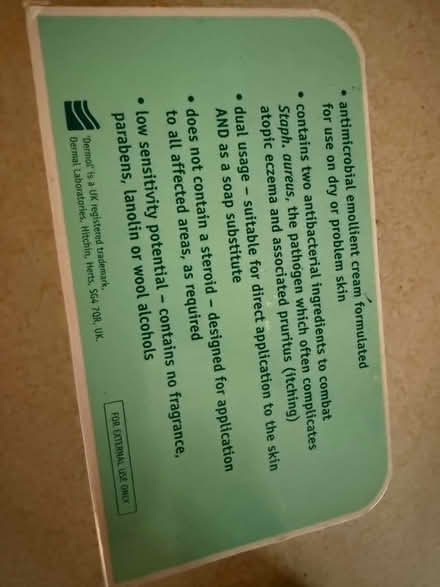 • antimicrobial emollient cream formulated
for use on dry or problem skin
• contains two antibacterial ingredients to combat
Staph. aureus, the pathogen which often complicates
atopic eczema and associated pruritus (itching)
• dual usage – suitable for direct application to the skin
AND as a soap substitute
• does not contain a steroid – designed for application
to all affected areas, as required
• low sensitivity potential – contains no fragrance,
parabens, lanolin or wool alcohols
'Dermol' is a UK registered trademark.
Dermal Laboratories, Hitchin, Herts, SG4 7QR, UK.
FOR EXTERNAL USE ONLY